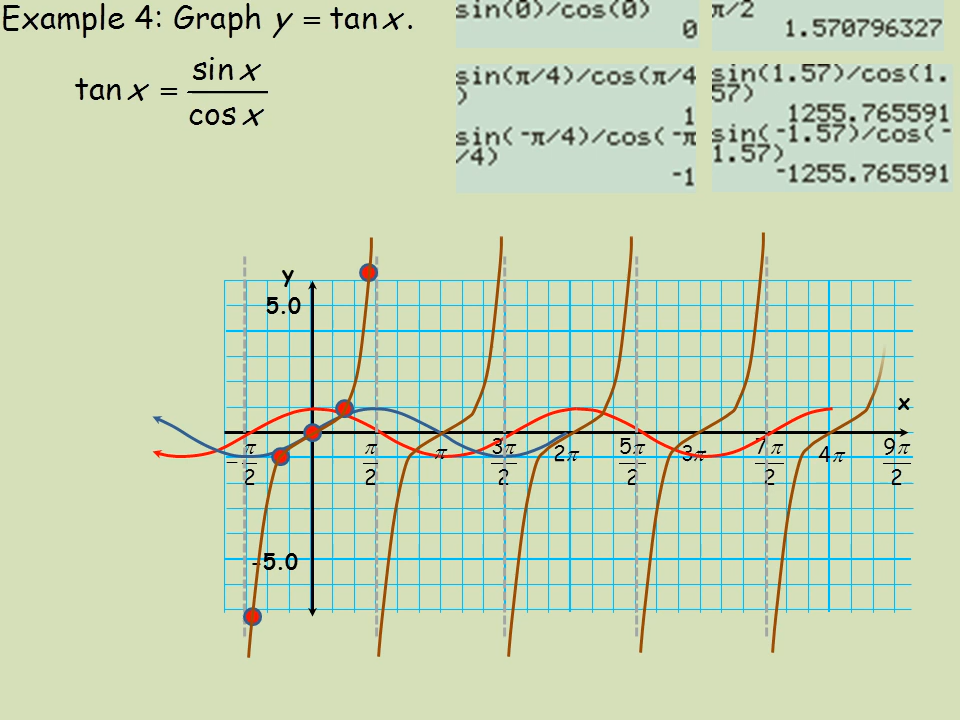 Example 4: Graph y = tan x.
tan x = sin x / cos x
sin(0)/cos(0)
0
π/2
1.570796327
sin(π/4)/cos(π/4
)
1
sin(-π/4)/cos(-π
/4)
-1
sin(1.57)/cos(1.
57)
1255.765591
sin(-1.57)/cos(-
1.57)
-1255.765591
y
5.0
x
-π/2
π/2
π
3π/2
2π
5π/2
3π
7π/2
4π
9π/2
-5.0